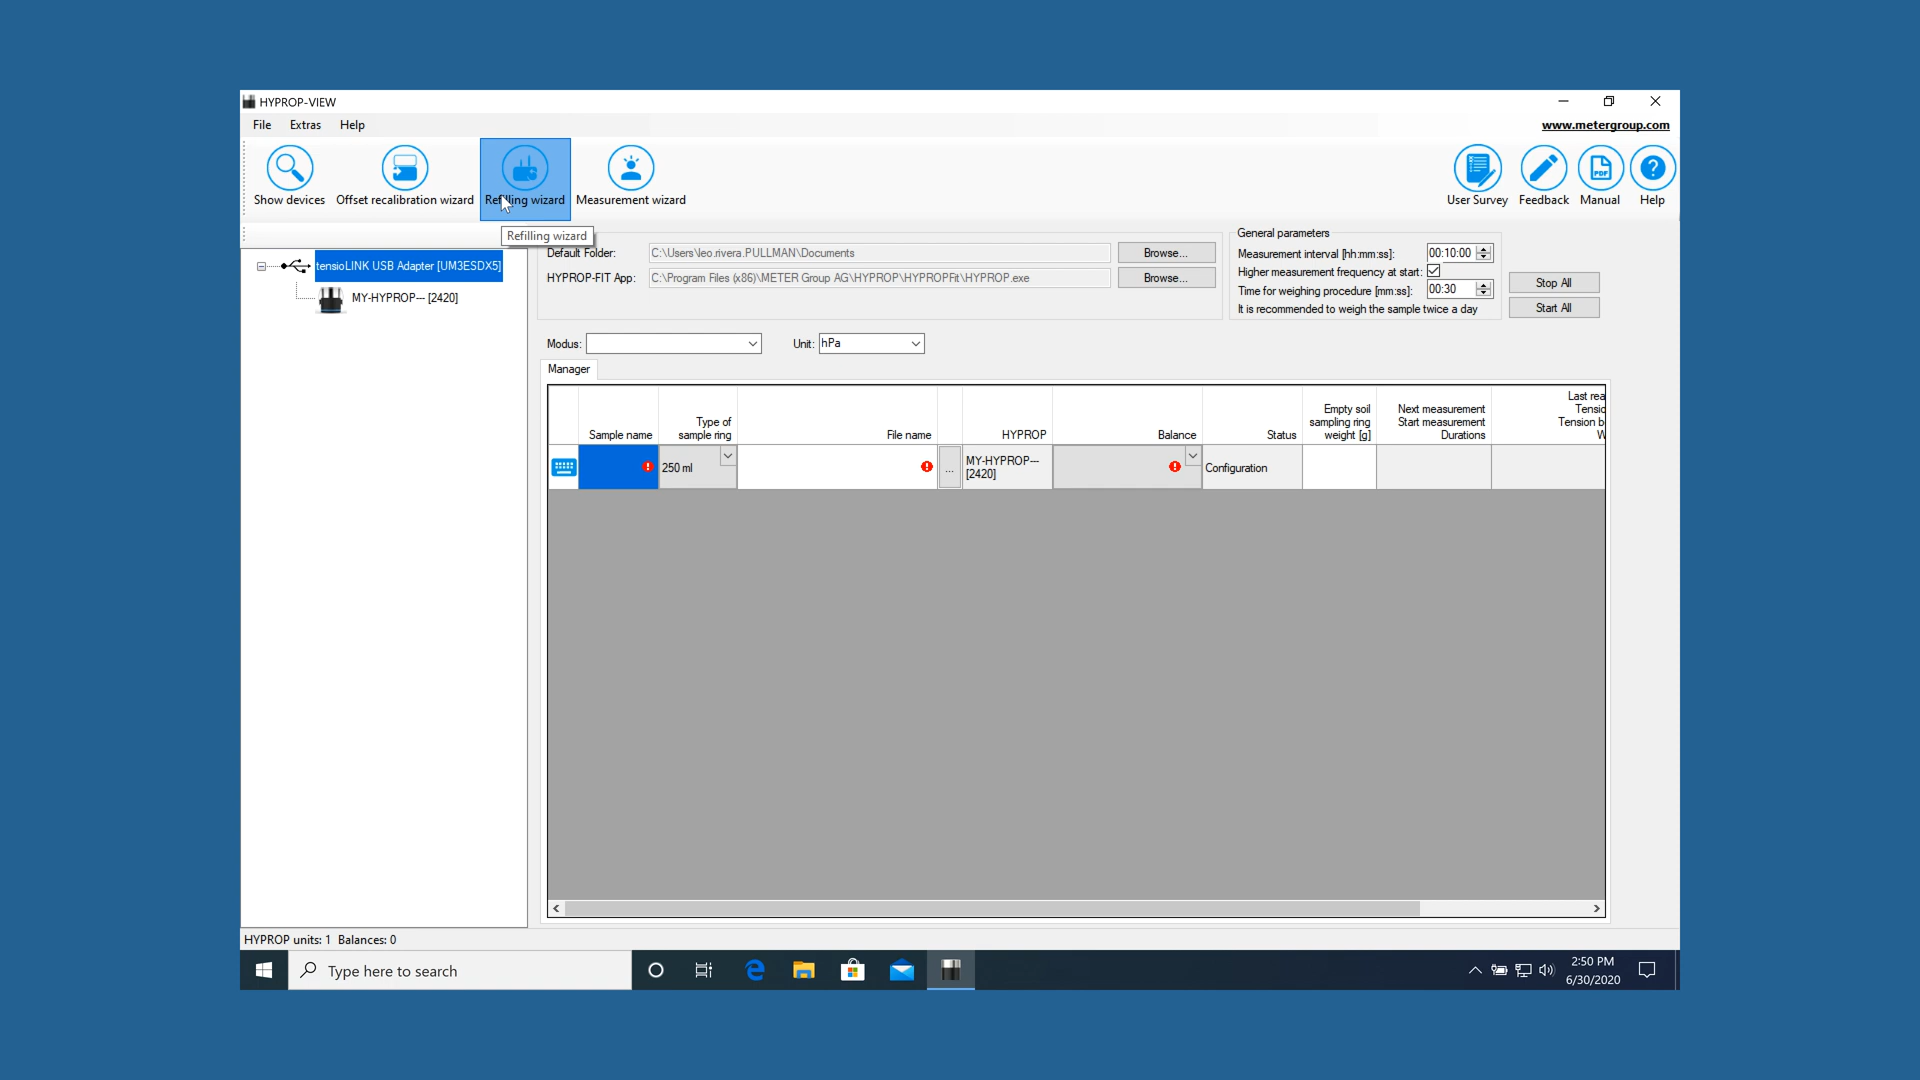 HYPROP-VIEW
File Extras Help
www.metergroup.com
Show devices
Offset recalibration wizard
Refilling wizard
Measurement wizard
User Survey
Feedback
Manual
Help
Refilling wizard
tensioLINK USB Adapter [UM3ESDX5]
MY-HYPROP--- [2420]
Default Folder: C:\Users\leo.rivera.PULLMAN\Documents Browse...
HYPROP-FIT App: C:\Program Files (x86)\METER Group AG\HYPROP\HYPROPFit\HYPROP.exe Browse...
General parameters
Measurement interval [hh:mm:ss]: 00:10:00
Higher measurement frequency at start:
Time for weighing procedure [mm:ss]: 00:30
It is recommended to weigh the sample twice a day
Stop All
Start All
Modus: Unit: hPa
Manager
Sample name
Type of
sample ring
File name
HYPROP
Balance
Status
Empty soil
sampling ring
weight [g]
Next measurement
Start measurement
Durations
Last rea
Tensio
Tension b
W
250 ml
...
MY-HYPROP---
[2420]
Configuration
HYPROP units: 1 Balances: 0
Type here to search
2:50 PM
6/30/2020